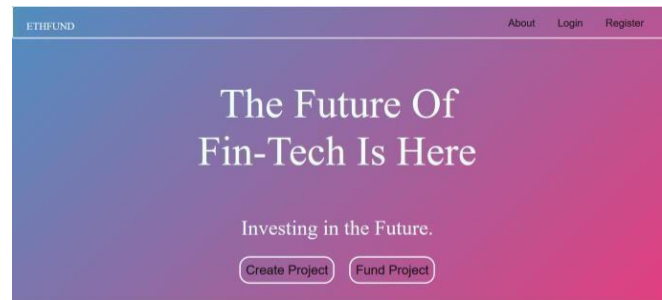 ETHFUND
About Login Register
The Future Of
Fin-Tech Is Here
Investing in the Future.
Create Project Fund Project